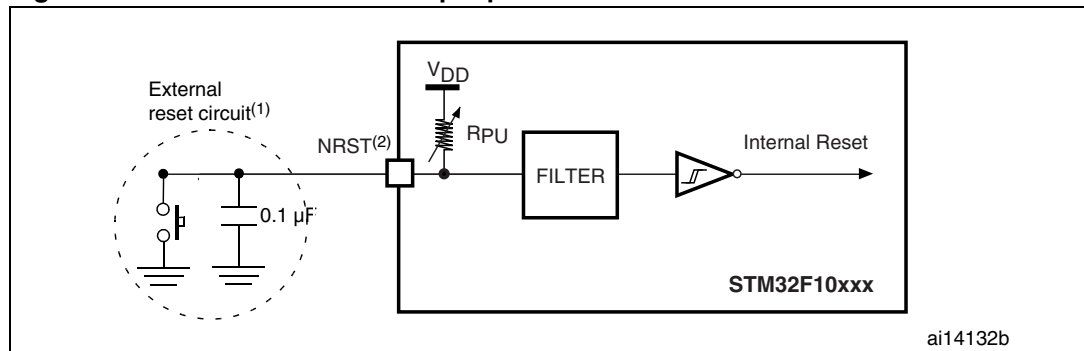 VDD
External
reset circuit(1)
NRST(2)
RPU
Internal Reset
FILTER
0.1 µF
STM32F10xxx
ai14132b